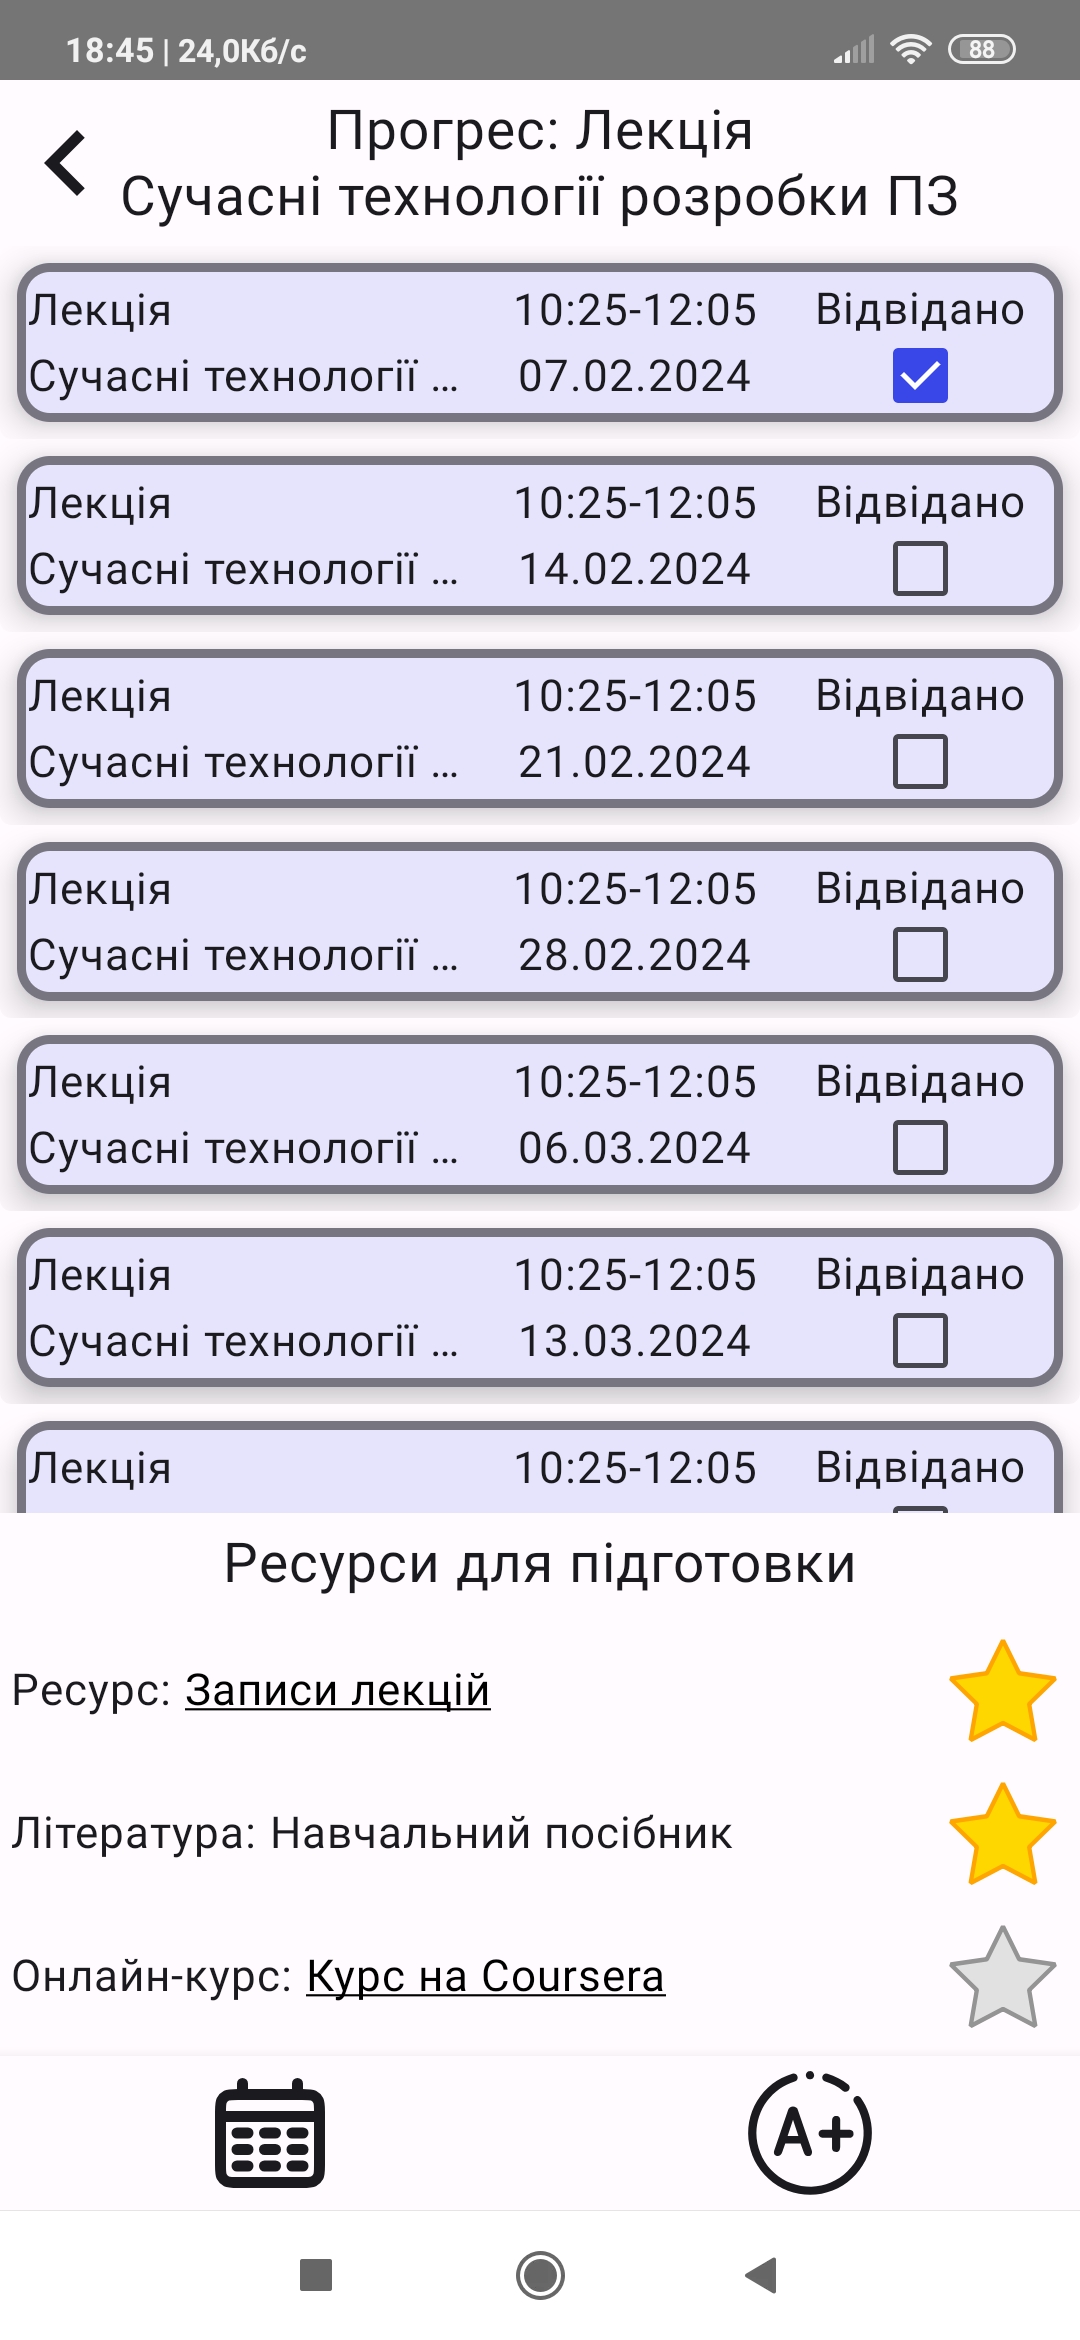 18:45 | 24,0Кб/с
88
Прогрес: Лекція
Сучасні технології розробки ПЗ
Лекція 10:25-12:05 Відвідано
Сучасні технології ... 07.02.2024
Лекція 10:25-12:05 Відвідано
Сучасні технології ... 14.02.2024
Лекція 10:25-12:05 Відвідано
Сучасні технології ... 21.02.2024
Лекція 10:25-12:05 Відвідано
Сучасні технології ... 28.02.2024
Лекція 10:25-12:05 Відвідано
Сучасні технології ... 06.03.2024
Лекція 10:25-12:05 Відвідано
Сучасні технології ... 13.03.2024
Лекція 10:25-12:05 Відвідано
Ресурси для підготовки
Ресурс: Записи лекцій
Література: Навчальний посібник
Онлайн-курс: Курс на Coursera
A+